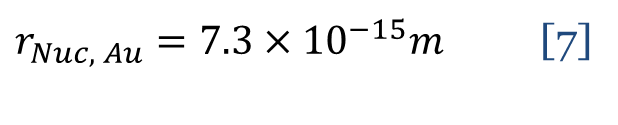 r_{Nuc, Au} = 7.3 × 10^{−15}m [7]